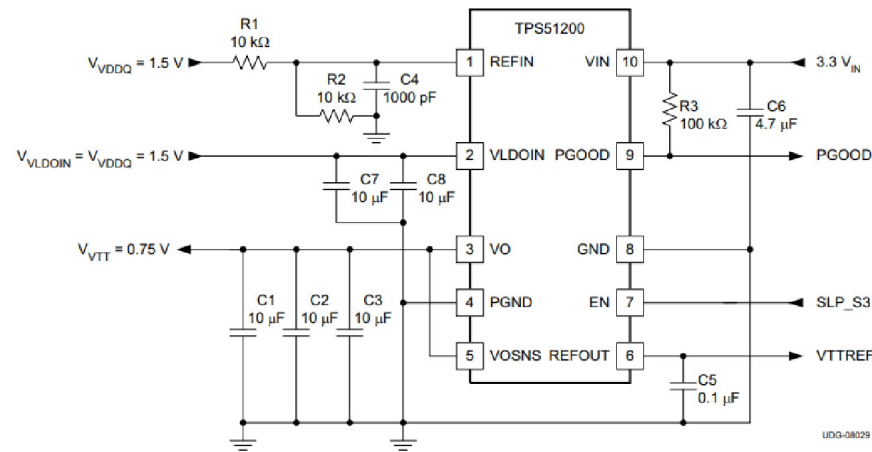 TPS51200
R1
10 kΩ
V_VDDQ = 1.5 V
1 REFIN
VIN 10
3.3 V_IN
R2
10 kΩ
C4
1000 pF
R3
100 kΩ
C6
4.7 μF
V_VLDOIN = V_VDDQ = 1.5 V
2 VLDOIN
PGOOD 9
PGOOD
C7
10 μF
C8
10 μF
V_VTT = 0.75 V
3 VO
GND 8
C1
10 μF
C2
10 μF
C3
10 μF
4 PGND
EN 7
SLP_S3
5 VOSNS
REFOUT 6
VTTREF
C5
0.1 μF
UDG-08029